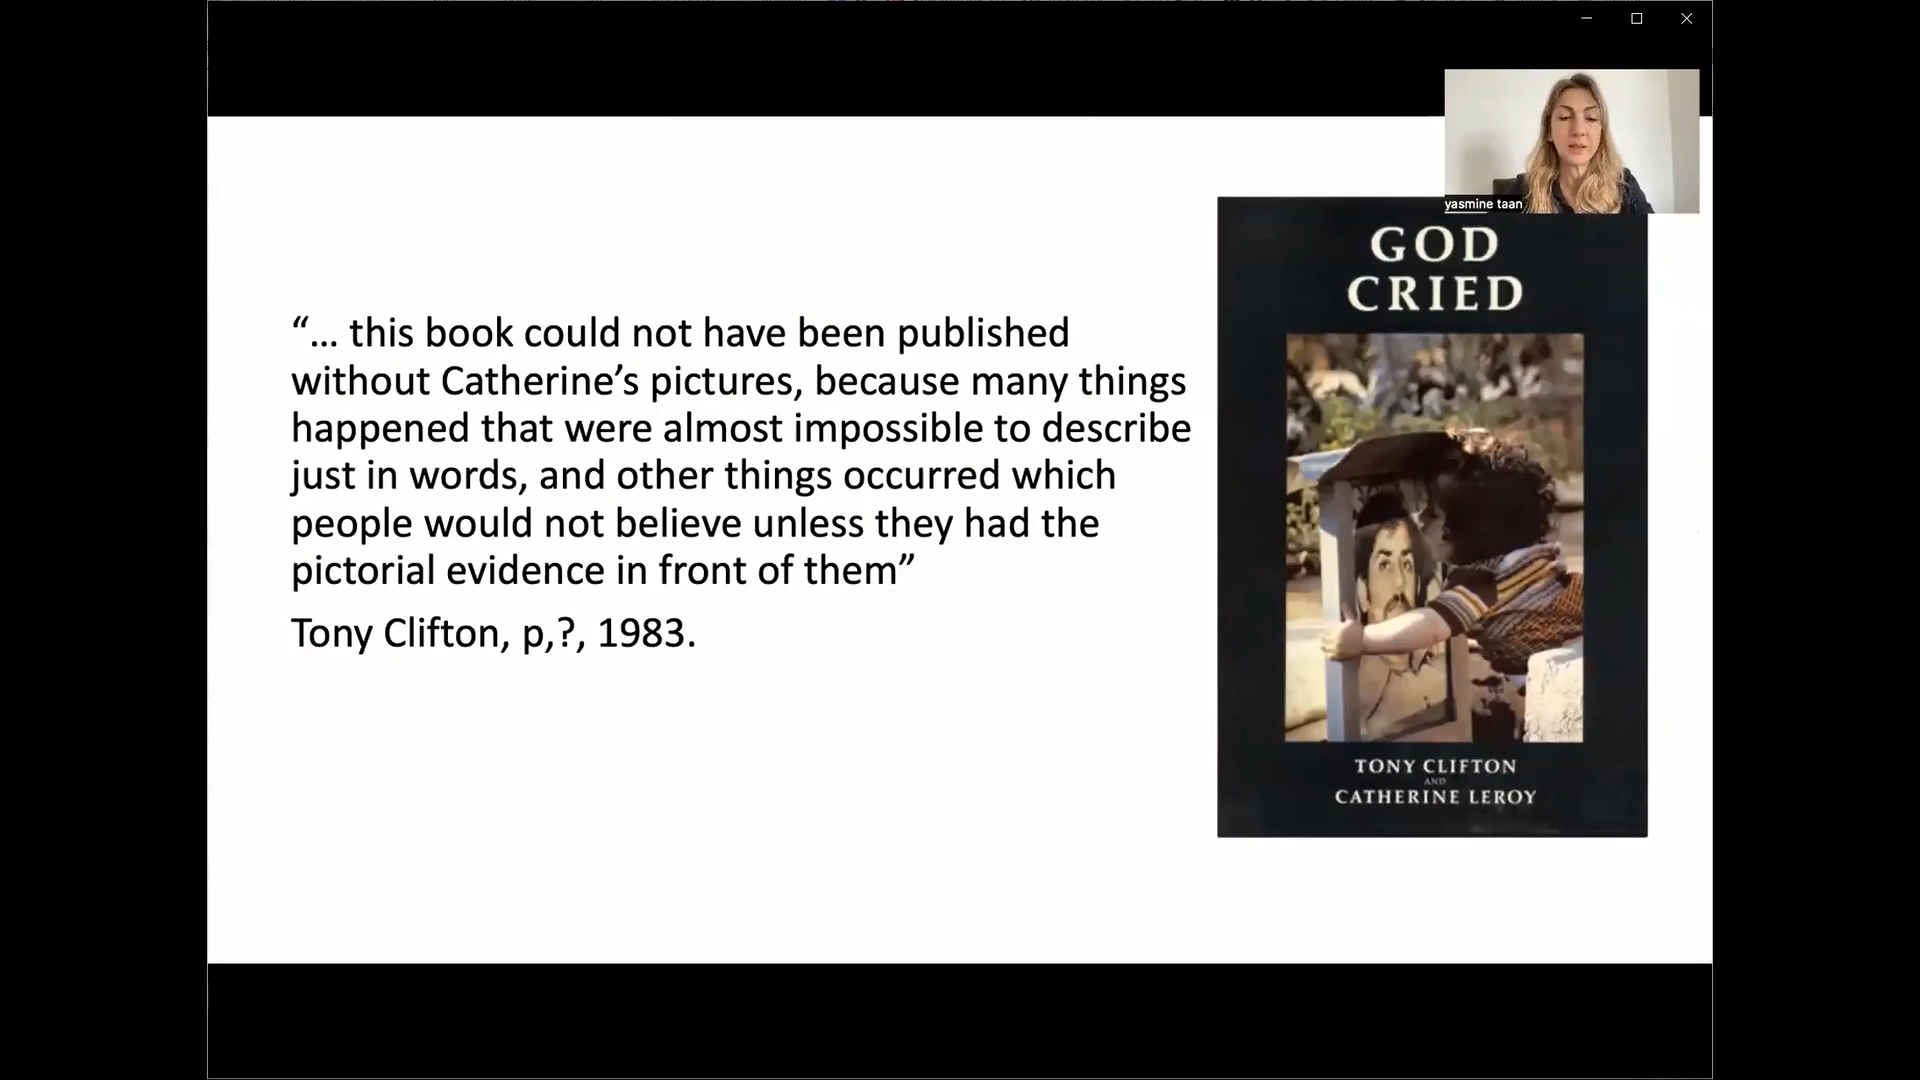 yasmine taan
GOD
CRIED
“... this book could not have been published
without Catherine’s pictures, because many things
happened that were almost impossible to describe
just in words, and other things occurred which
people would not believe unless they had the
pictorial evidence in front of them”
Tony Clifton, p,?, 1983.
TONY CLIFTON
AND
CATHERINE LEROY